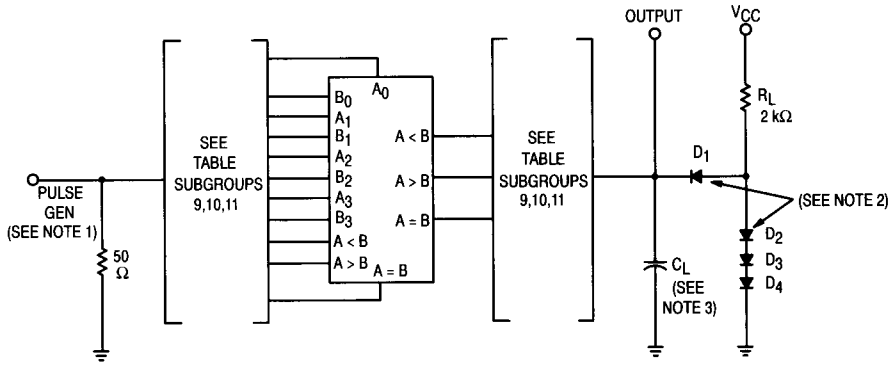 OUTPUT
VCC
RL
2 kΩ
D1
(SEE NOTE 2)
D2
D3
D4
CL
(SEE
NOTE 3)
PULSE
GEN
(SEE NOTE 1)
50
Ω
SEE
TABLE
SUBGROUPS
9,10,11
A0
B0
A1
B1
A2
B2
A3
B3
A < B
A > B
A = B
A < B
A > B
A = B
SEE
TABLE
SUBGROUPS
9,10,11